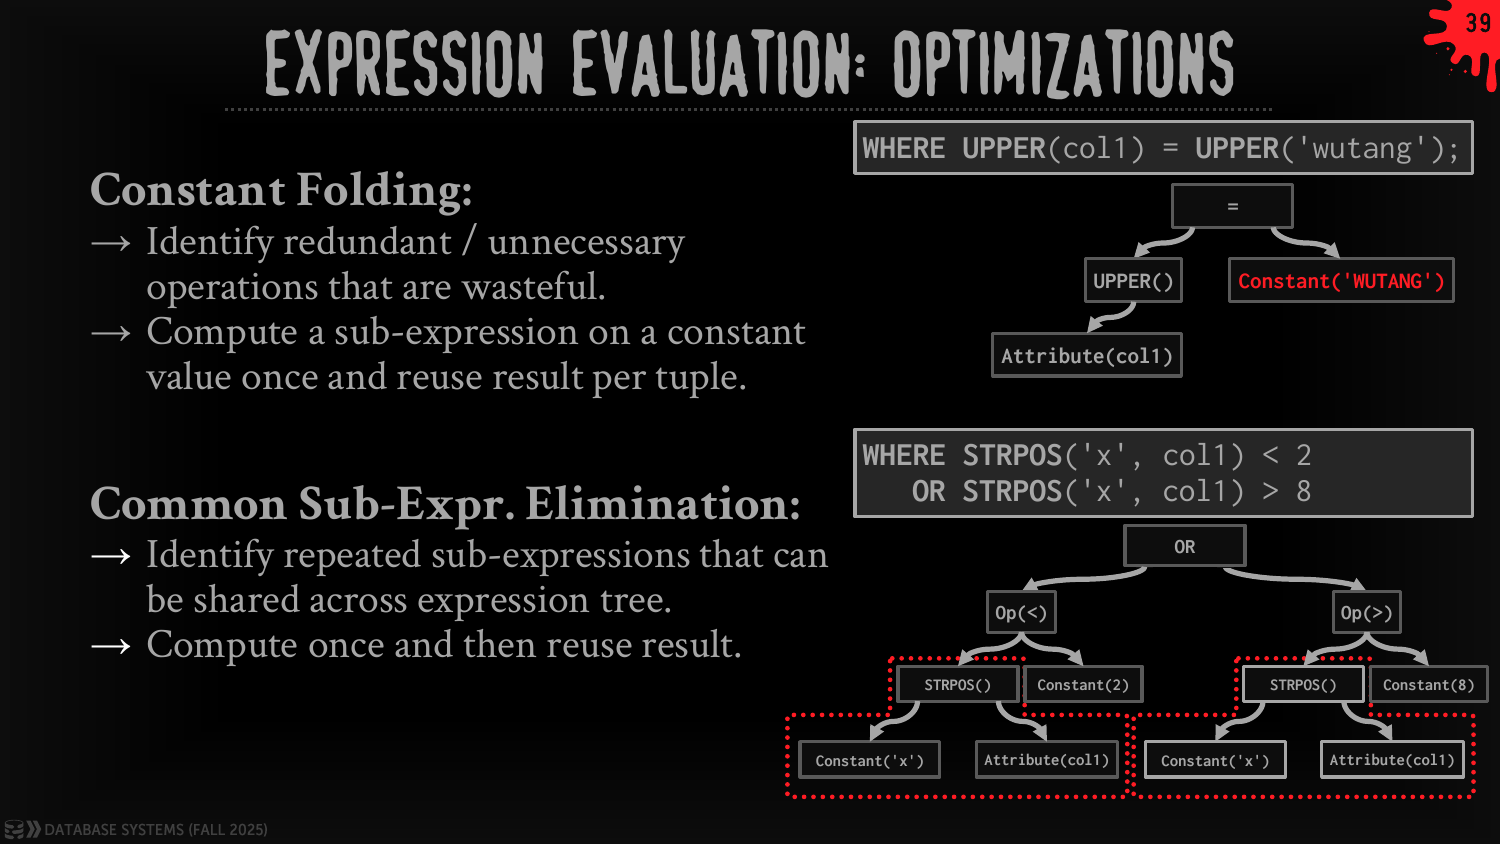 39
EXPRESSION EVALUATION: OPTIMIZATIONS
Constant Folding:
→ Identify redundant / unnecessary
operations that are wasteful.
→ Compute a sub-expression on a constant
value once and reuse result per tuple.
WHERE UPPER(col1) = UPPER('wutang');
=
UPPER()
Constant('WUTANG')
Attribute(col1)
Common Sub-Expr. Elimination:
→ Identify repeated sub-expressions that can
be shared across expression tree.
→ Compute once and then reuse result.
WHERE STRPOS('x', col1) < 2
OR STRPOS('x', col1) > 8
OR
Op(<)
Op(>)
STRPOS()
Constant(2)
STRPOS()
Constant(8)
Constant('x')
Attribute(col1)
Constant('x')
Attribute(col1)
DATABASE SYSTEMS (FALL 2025)